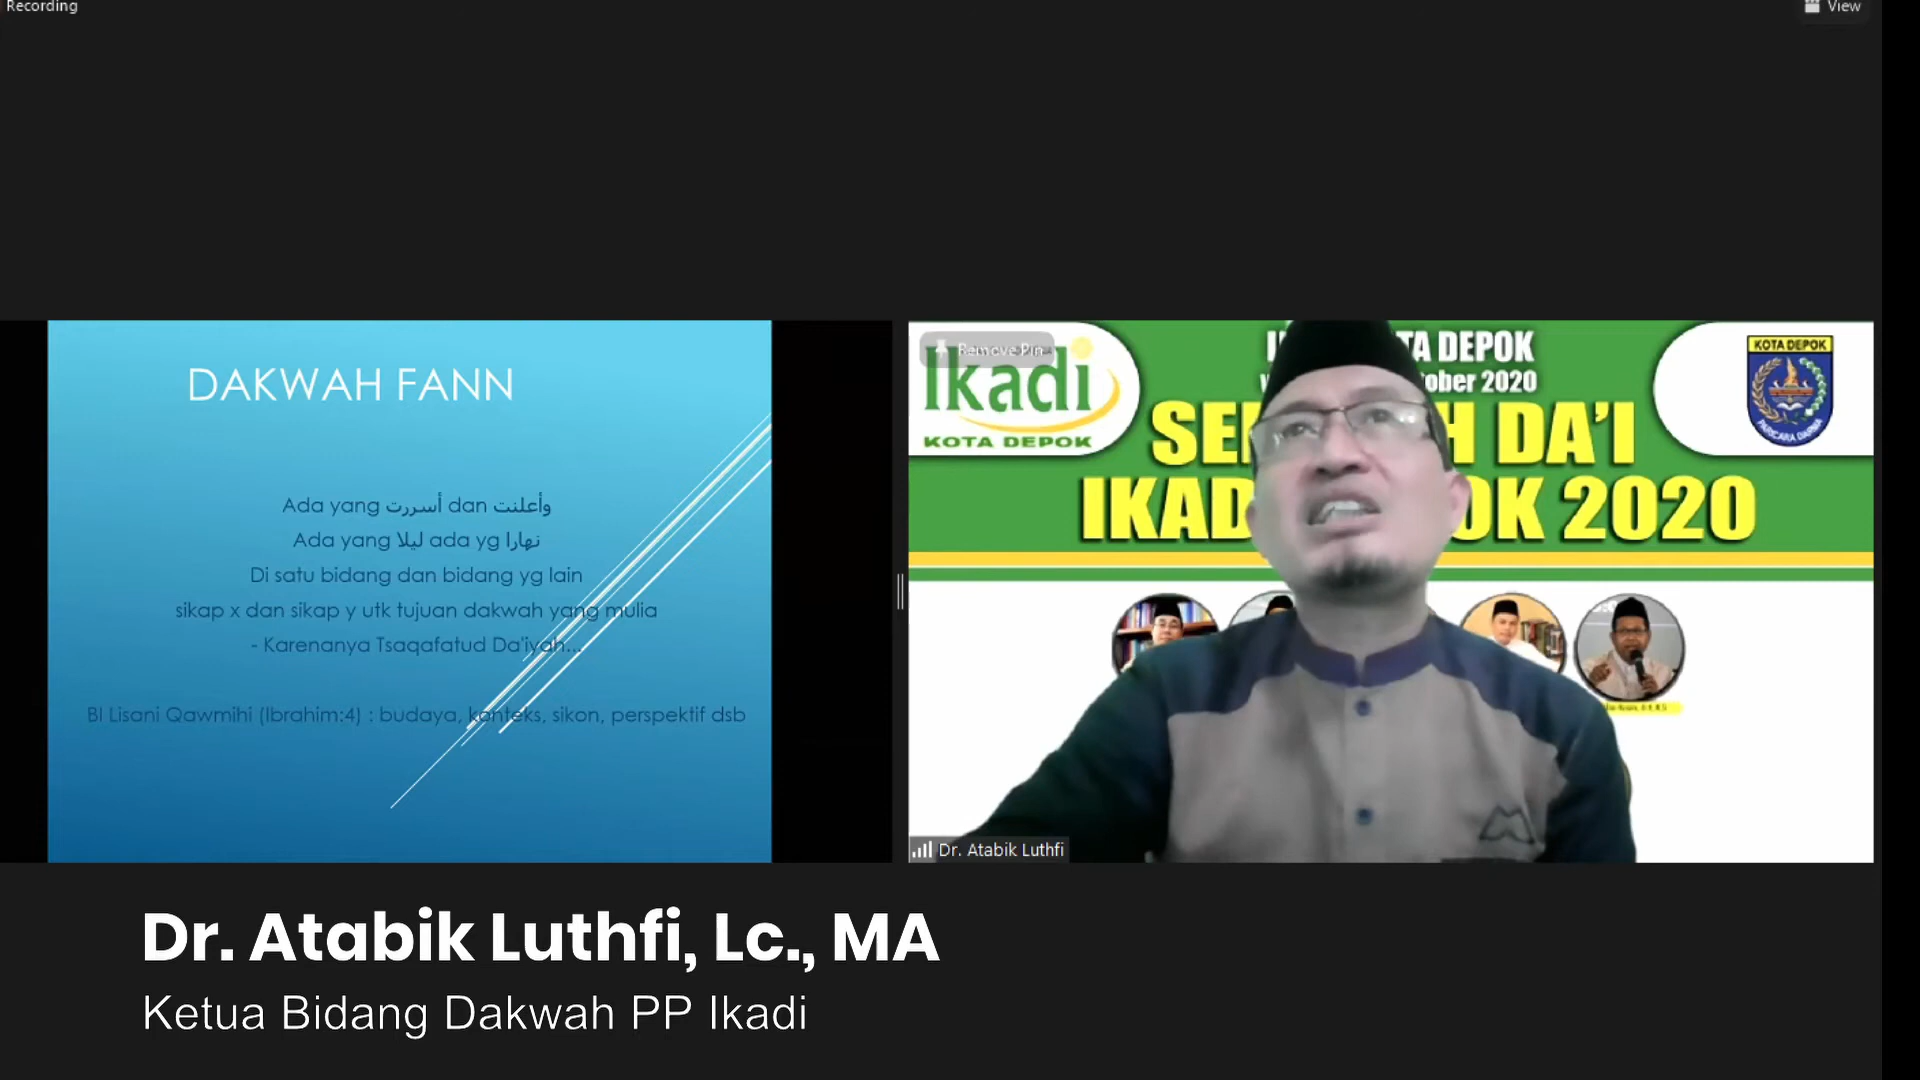 Recording
View
DAKWAH FANN
Ada yang أسررت dan وأعلنت
Ada yang ليلا ada yg نهارا
Di satu bidang dan bidang yg lain
sikap x dan sikap y utk tujuan dakwah yang mulia
- Karenanya Tsaqafatud Da'iyah...
BI Lisani Qawmihi (Ibrahim:4) : budaya, konteks, sikon, perspektif dsb
Remove Pin
Ikadi
KOTA DEPOK
TA DEPOK
ober 2020
H DA'I
IKAD OK 2020
KOTA DEPOK
PARICARA DARMA
Dr. Atabik Luthfi
Dr. Atabik Luthfi, Lc., MA
Ketua Bidang Dakwah PP Ikadi